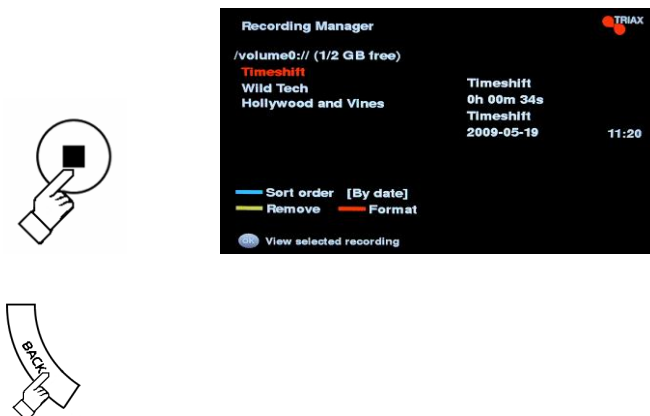 Recording Manager
TRIAX
/volume0:// (1/2 GB free)
Timeshift
Wild Tech
Hollywood and Vines
Timeshift
0h 00m 34s
Timeshift
2009-05-19 11:20
Sort order [By date]
Remove Format
OK View selected recording
BACK